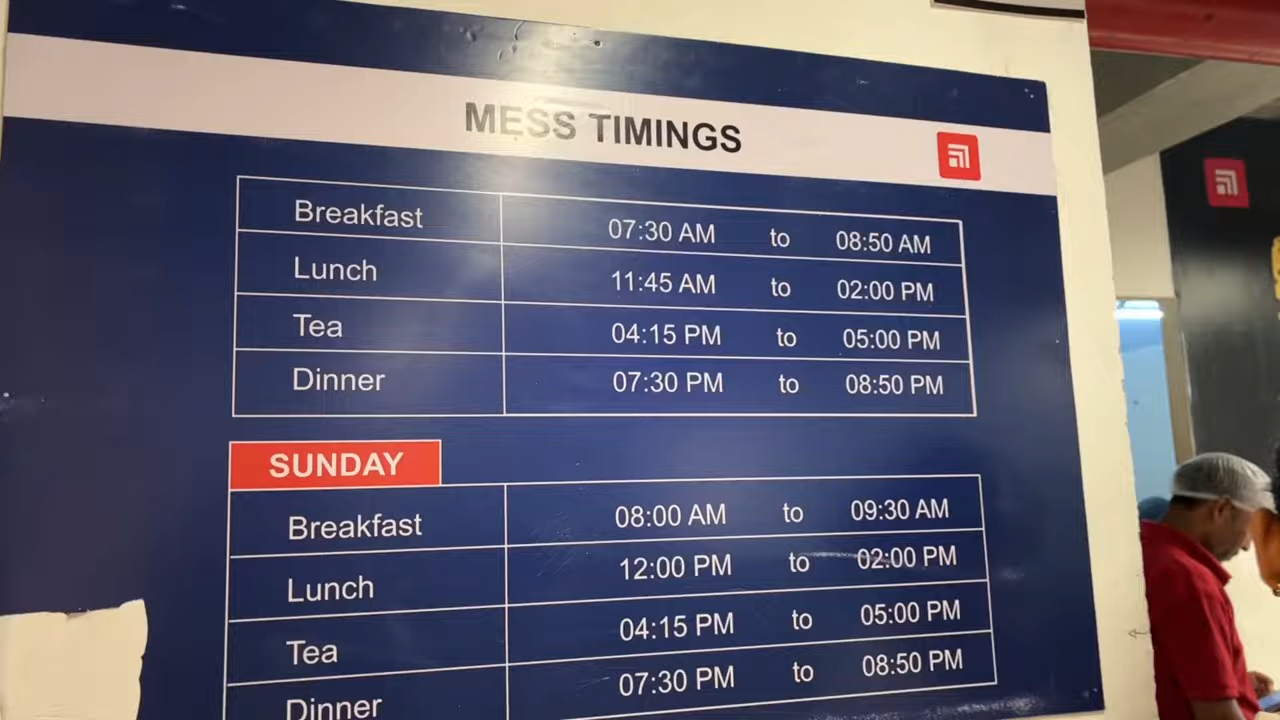 MESS TIMINGS
Breakfast 07:30 AM to 08:50 AM
Lunch 11:45 AM to 02:00 PM
Tea 04:15 PM to 05:00 PM
Dinner 07:30 PM to 08:50 PM
SUNDAY
Breakfast 08:00 AM to 09:30 AM
Lunch 12:00 PM to 02:00 PM
Tea 04:15 PM to 05:00 PM
Dinner 07:30 PM to 08:50 PM